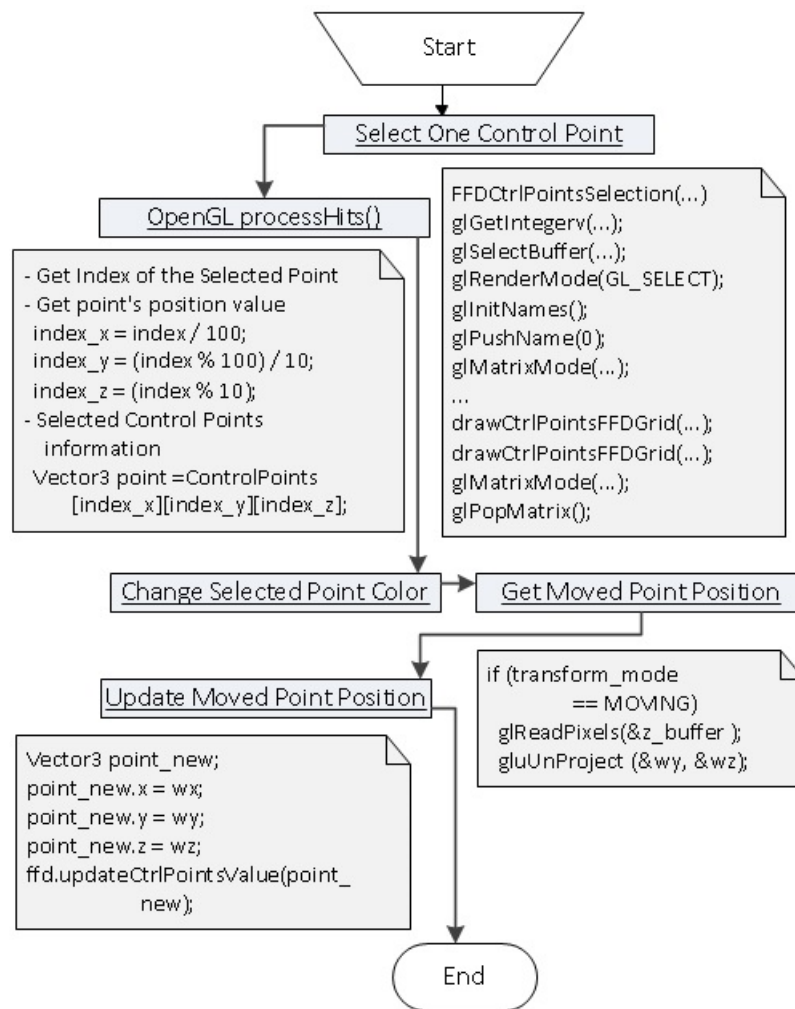 Start
Select One Control Point
OpenGL processHits()
FFDCtrlPointsSelection(...)
glGetIntegerv(...);
glSelectBuffer(...);
glRenderMode(GL_SELECT);
glInitNames();
glPushName(0);
glMatrixMode(...);
...
drawCtrlPointsFFDGrid(...);
drawCtrlPointsFFDGrid(...);
glMatrixMode(...);
glPopMatrix();
- Get Index of the Selected Point
- Get point's position value
index_x = index / 100;
index_y = (index % 100) / 10;
index_z = (index % 10);
- Selected Control Points
information
Vector3 point =ControlPoints
[index_x][index_y][index_z];
Change Selected Point Color
Get Moved Point Position
Update Moved Point Position
if (transform_mode
== MOVING)
glReadPixels(&z_buffer );
gluUnProject (&wy, &wz);
Vector3 point_new;
point_new.x = wx;
point_new.y = wy;
point_new.z = wz;
ffd.updateCtrlPointsValue(point_
new);
End